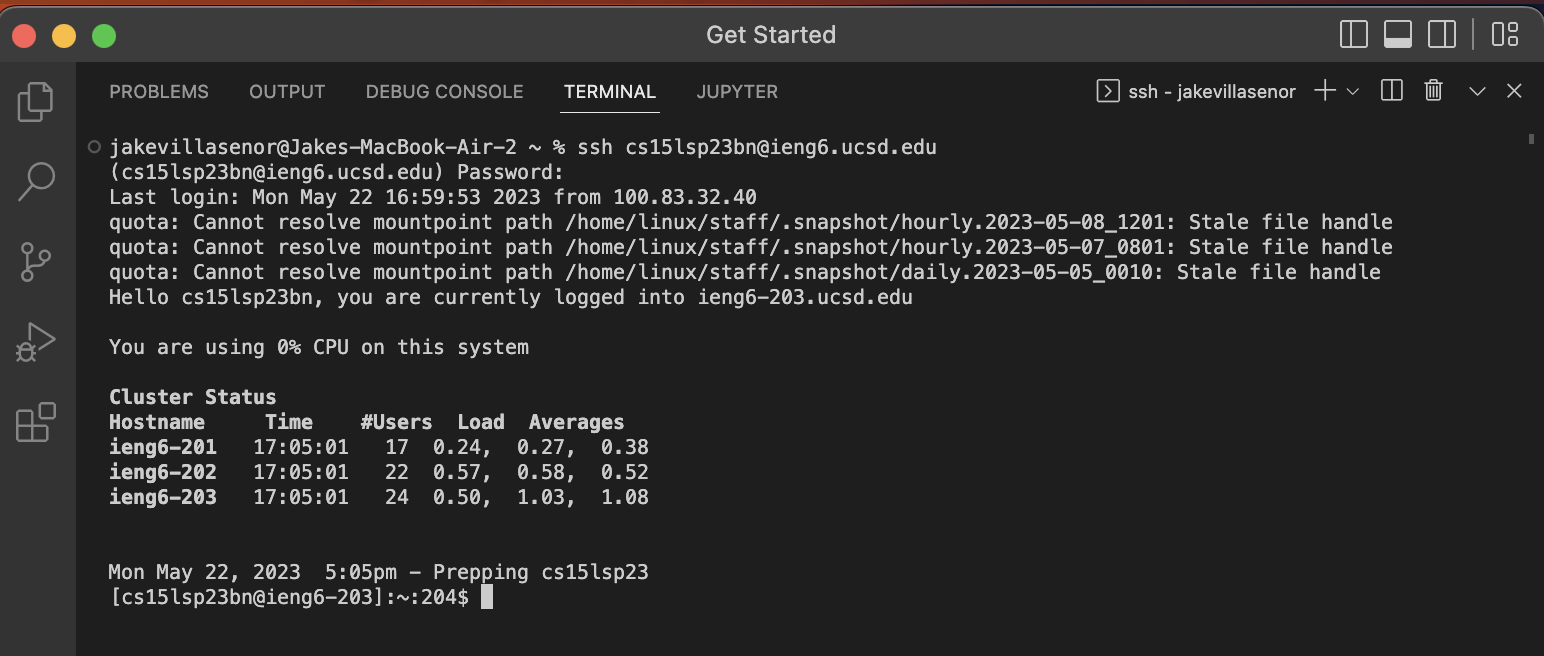 Get Started
PROBLEMS OUTPUT DEBUG CONSOLE TERMINAL JUPYTER ssh - jakevillasenor
jakevillasenor@Jakes-MacBook-Air-2 ~ % ssh cs15lsp23bn@ieng6.ucsd.edu
(cs15lsp23bn@ieng6.ucsd.edu) Password:
Last login: Mon May 22 16:59:53 2023 from 100.83.32.40
quota: Cannot resolve mountpoint path /home/linux/staff/.snapshot/hourly.2023-05-08_1201: Stale file handle
quota: Cannot resolve mountpoint path /home/linux/staff/.snapshot/hourly.2023-05-07_0801: Stale file handle
quota: Cannot resolve mountpoint path /home/linux/staff/.snapshot/daily.2023-05-05_0010: Stale file handle
Hello cs15lsp23bn, you are currently logged into ieng6-203.ucsd.edu
You are using 0% CPU on this system
Cluster Status
Hostname     Time    #Users  Load  Averages
ieng6-201   17:05:01   17  0.24,  0.27,  0.38
ieng6-202   17:05:01   22  0.57,  0.58,  0.52
ieng6-203   17:05:01   24  0.50,  1.03,  1.08
Mon May 22, 2023  5:05pm - Prepping cs15lsp23
[cs15lsp23bn@ieng6-203]:~:204$